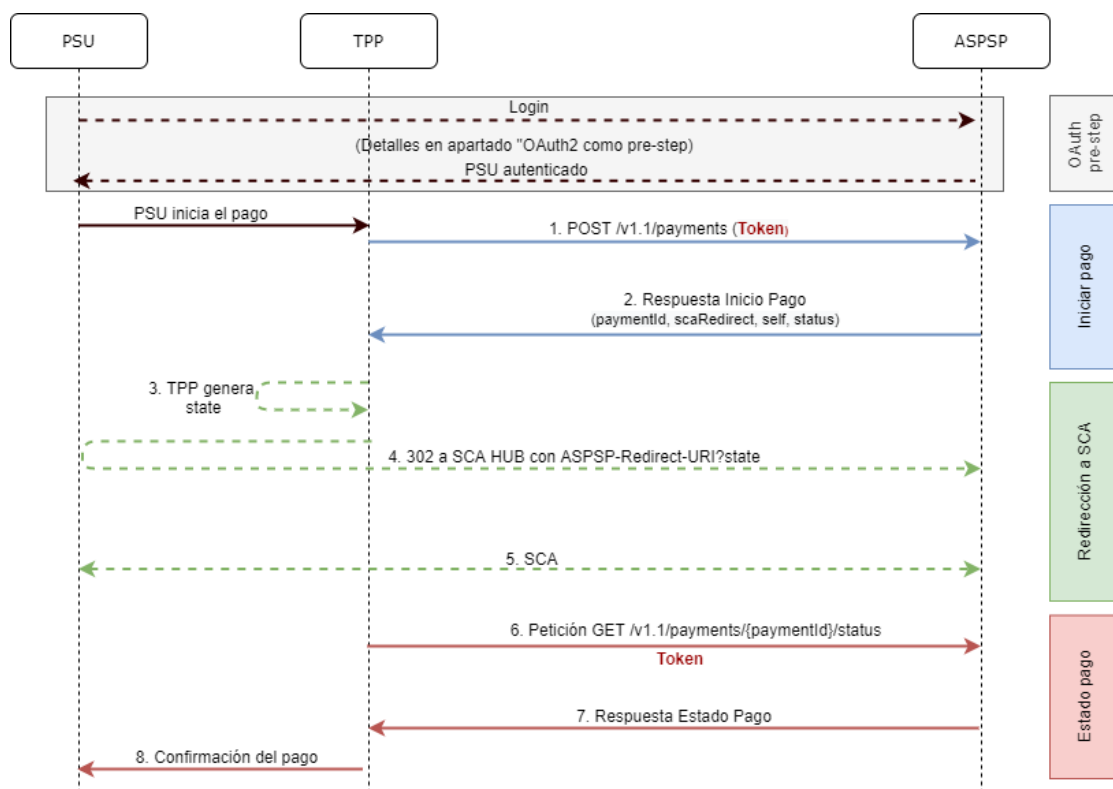 PSU
TPP
ASPSP
Login
(Detalles en apartado "OAuth2 como pre-step)
PSU autenticado
OAuth
pre-step
PSU inicia el pago
1. POST /v1.1/payments (Token)
2. Respuesta Inicio Pago
(paymentId, scaRedirect, self, status)
Iniciar pago
3. TPP genera
state
4. 302 a SCA HUB con ASPSP-Redirect-URI?state
5. SCA
Redirección a SCA
6. Petición GET /v1.1/payments/{paymentId}/status
Token
7. Respuesta Estado Pago
8. Confirmación del pago
Estado pago